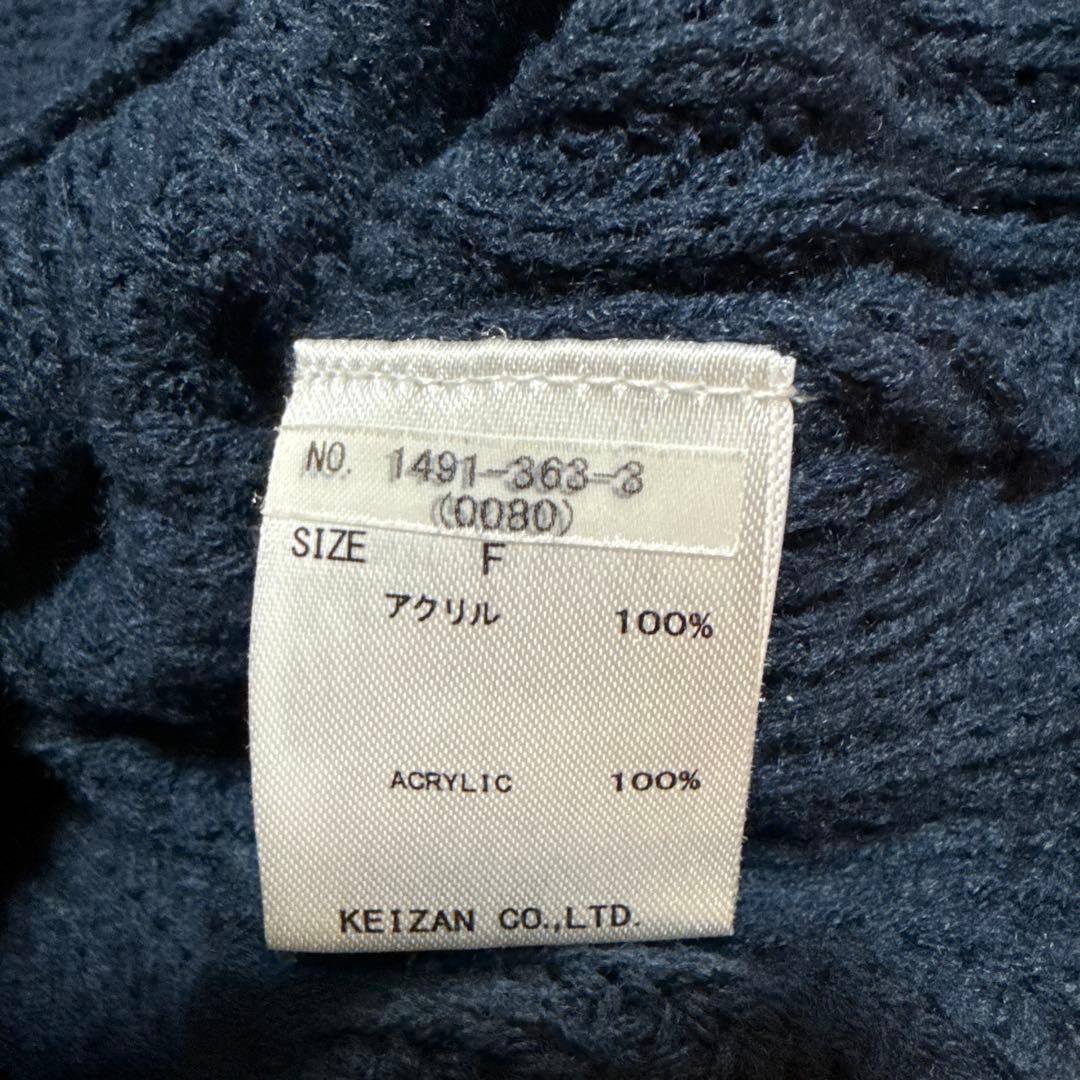 NO. 1491-363-3
(0080)
SIZE F
アクリル 100%
ACRYLIC 100%
KEIZAN CO.,LTD.